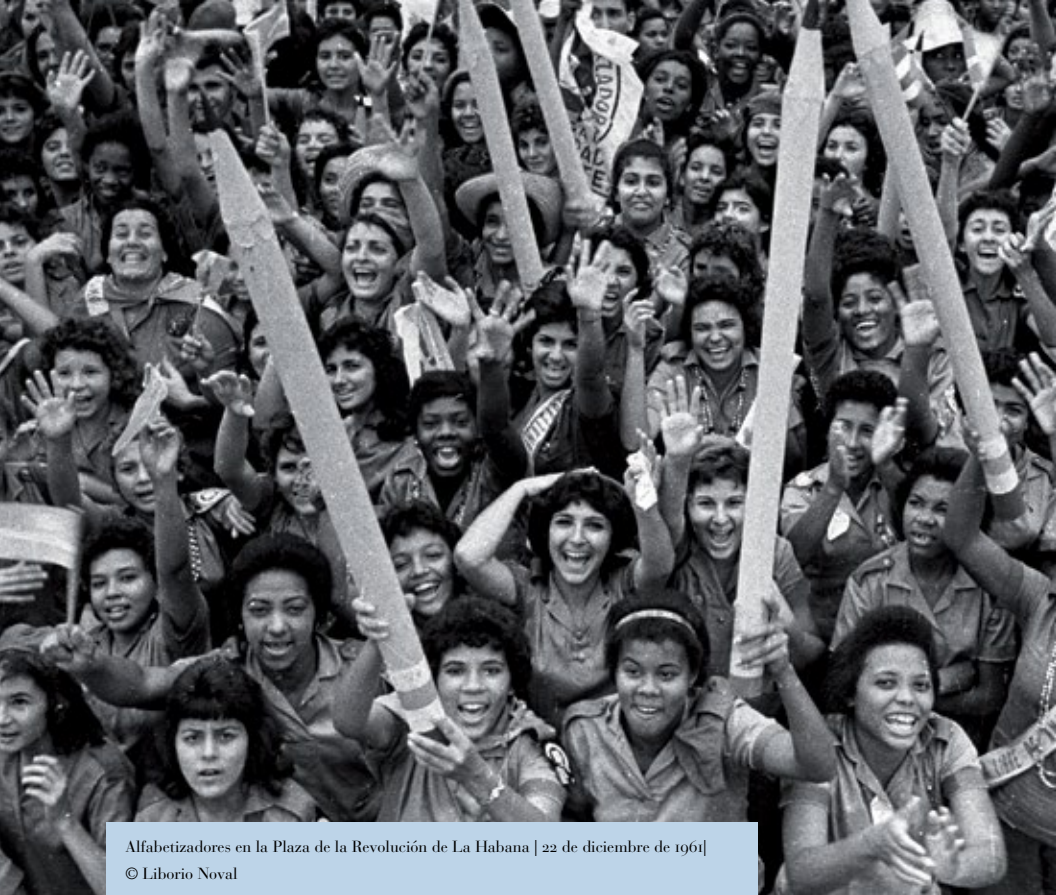 Alfabetizadores en la Plaza de la Revolución de La Habana | 22 de diciembre de 1961|
© Liborio Noval